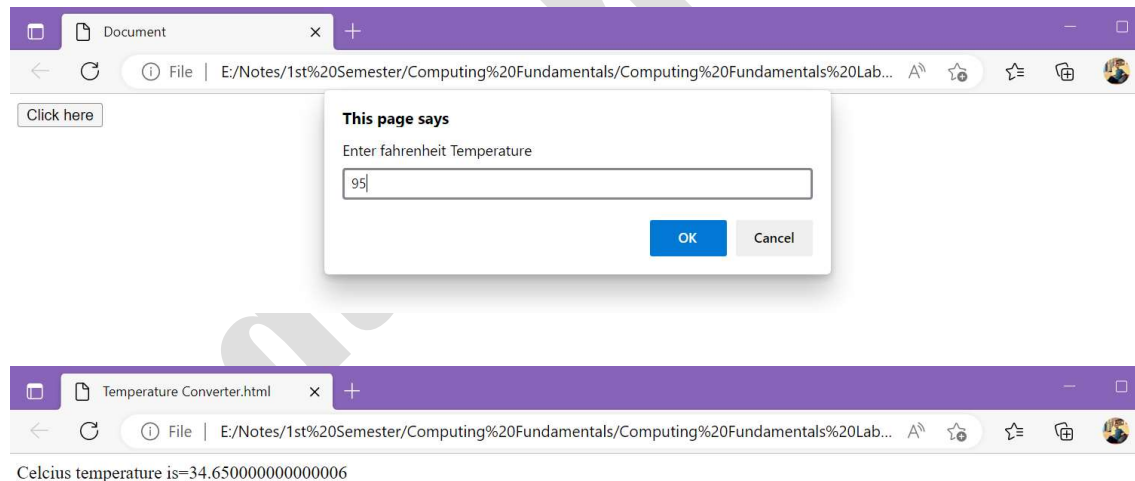 Document
File | E:/Notes/1st%20Semester/Computing%20Fundamentals/Computing%20Fundamentals%20Lab...
Click here
This page says
Enter fahrenheit Temperature
95
OK Cancel
Temperature Converter.html
File | E:/Notes/1st%20Semester/Computing%20Fundamentals/Computing%20Fundamentals%20Lab...
Celcius temperature is=34.650000000000006